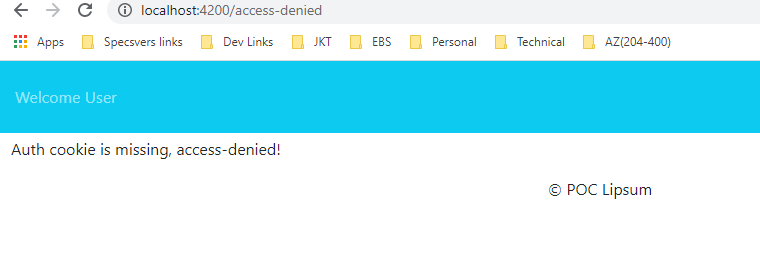 localhost:4200/access-denied
Apps Specsvers links Dev Links JKT EBS Personal Technical AZ(204-400)
Welcome User
Auth cookie is missing, access-denied!
© POC Lipsum